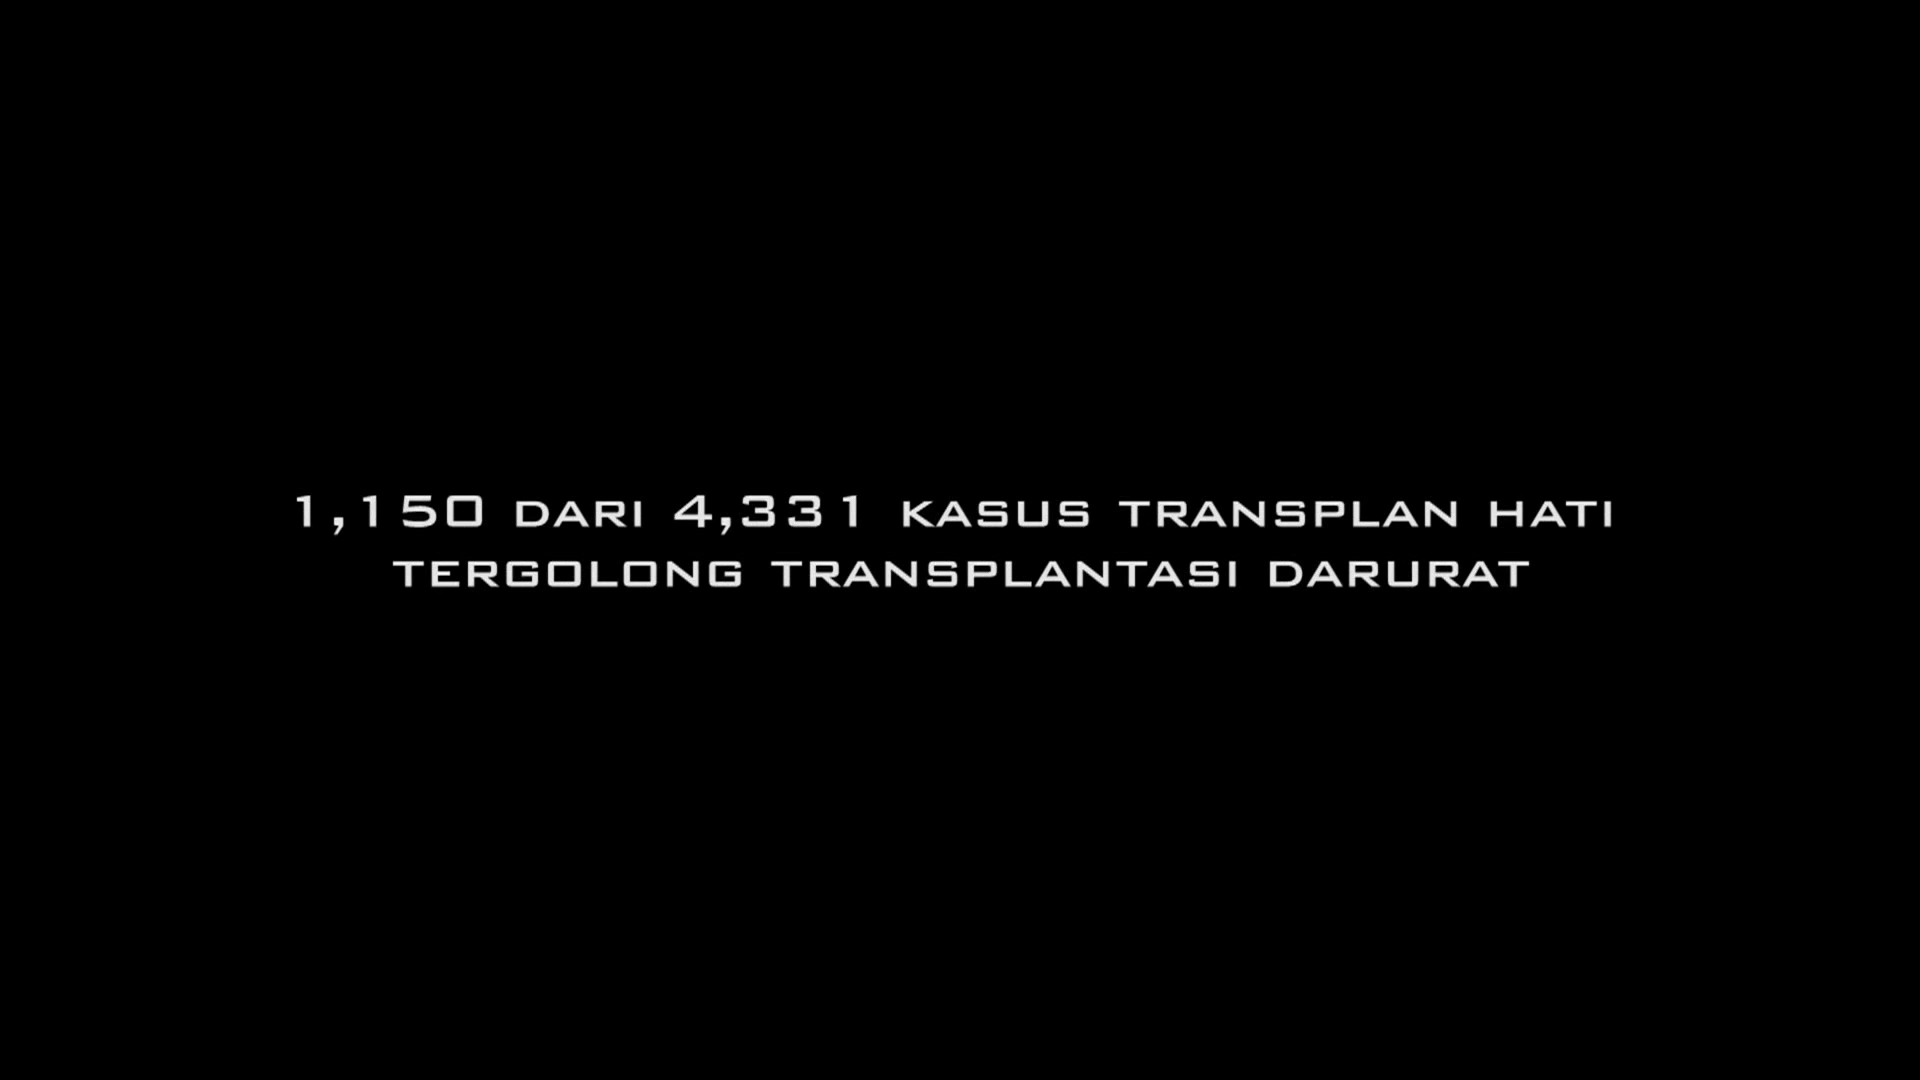 1,150 DARI 4,331 KASUS TRANSPLAN HATI
TERGOLONG TRANSPLANTASI DARURAT